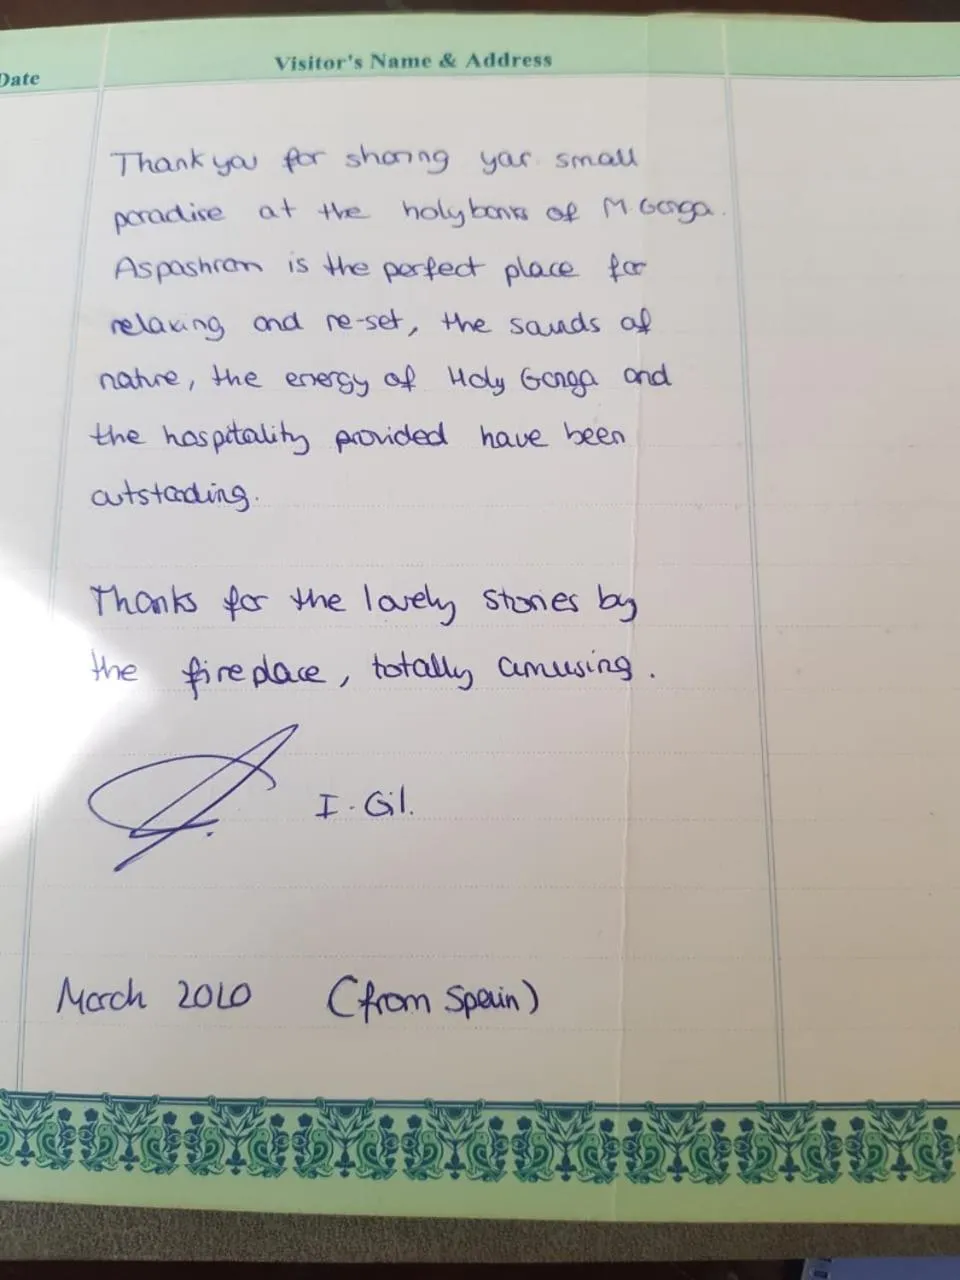 Date
Visitor's Name & Address
Thank you for sharing your small
paradise at the holy banks of M Ganga.
Aspashram is the perfect place for
relaxing and re-set, the sounds of
nature, the energy of Holy Ganga and
the hospitality provided have been
outstanding.
Thanks for the lovely stories by
the fireplace, totally amusing.
I. Gil.
March 2010 (from Spain)